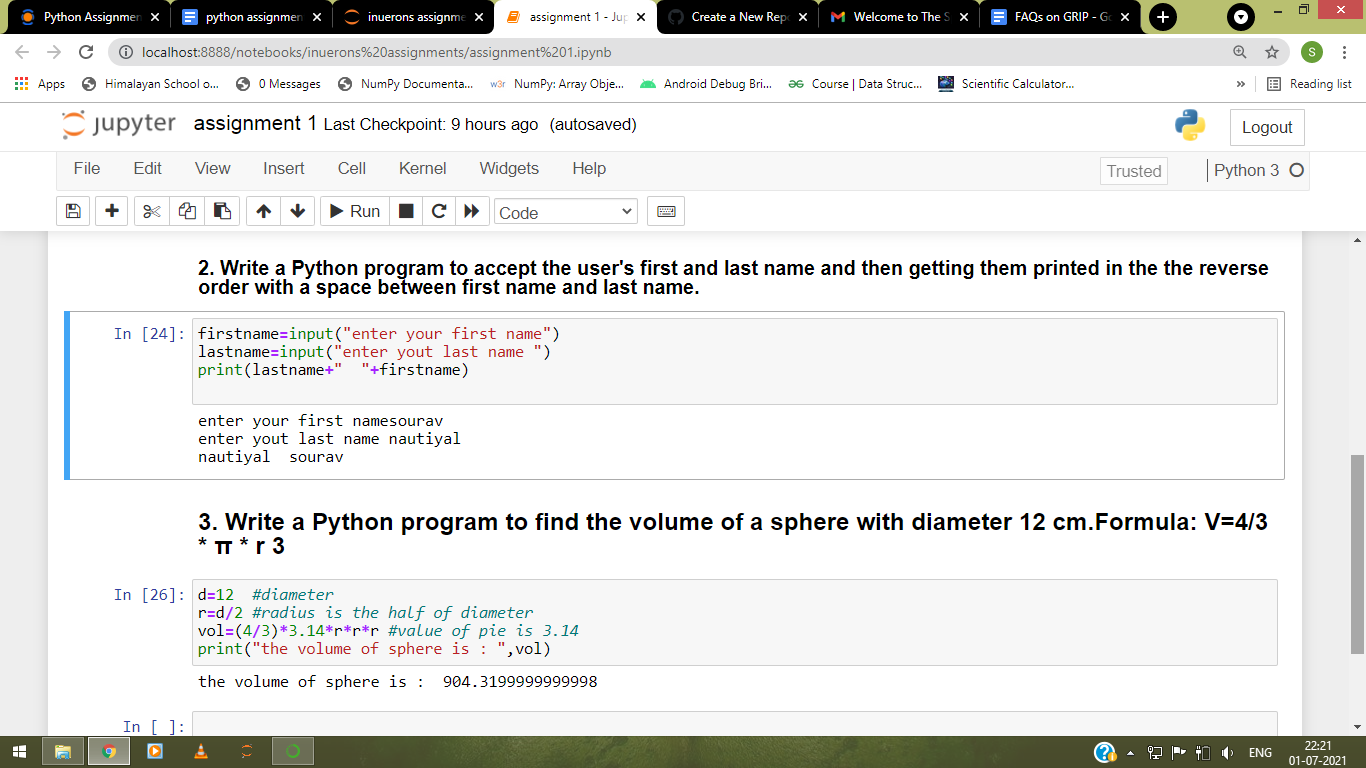 Python Assignmen
python assignmen
inuerons assignme
assignment 1 - Jup
Create a New Repo
Welcome to The S
FAQs on GRIP - Go
localhost:8888/notebooks/inuerons%20assignments/assignment%201.ipynb
S
Apps
Himalayan School o...
0 Messages
NumPy Documenta...
w3r
NumPy: Array Obje...
Android Debug Bri...
Course | Data Struc...
Scientific Calculator...
»
Reading list
jupyter
assignment 1 Last Checkpoint: 9 hours ago (autosaved)
Logout
File Edit View Insert Cell Kernel Widgets Help
Trusted
Python 3
Run
Code
2. Write a Python program to accept the user's first and last name and then getting them printed in the the reverse
order with a space between first name and last name.
In [24]:
firstname=input("enter your first name")
lastname=input("enter yout last name ")
print(lastname+"  "+firstname)
enter your first namesourav
enter yout last name nautiyal
nautiyal  sourav
3. Write a Python program to find the volume of a sphere with diameter 12 cm.Formula: V=4/3
* π * r 3
In [26]:
d=12  #diameter
r=d/2 #radius is the half of diameter
vol=(4/3)*3.14*r*r*r #value of pie is 3.14
print("the volume of sphere is : ",vol)
the volume of sphere is :  904.3199999999998
In [ ]:
ENG
22:21
01-07-2021